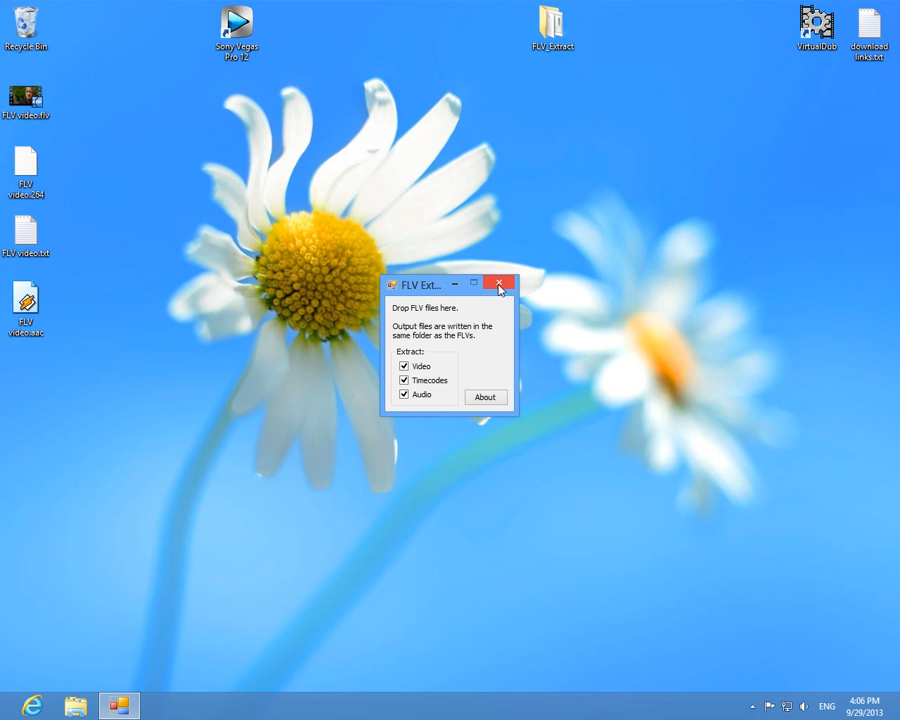 Recycle Bin
Sony Vegas
Pro 12
FLV_Extract
VirtualDub
download
links.txt
FLV video.flv
FLV
video.264
FLV video.txt
FLV
video.aac
FLV Ext...
Drop FLV files here.
Output files are written in the
same folder as the FLVs.
Extract:
Video
Timecodes
Audio
About
ENG
4:06 PM
9/29/2013